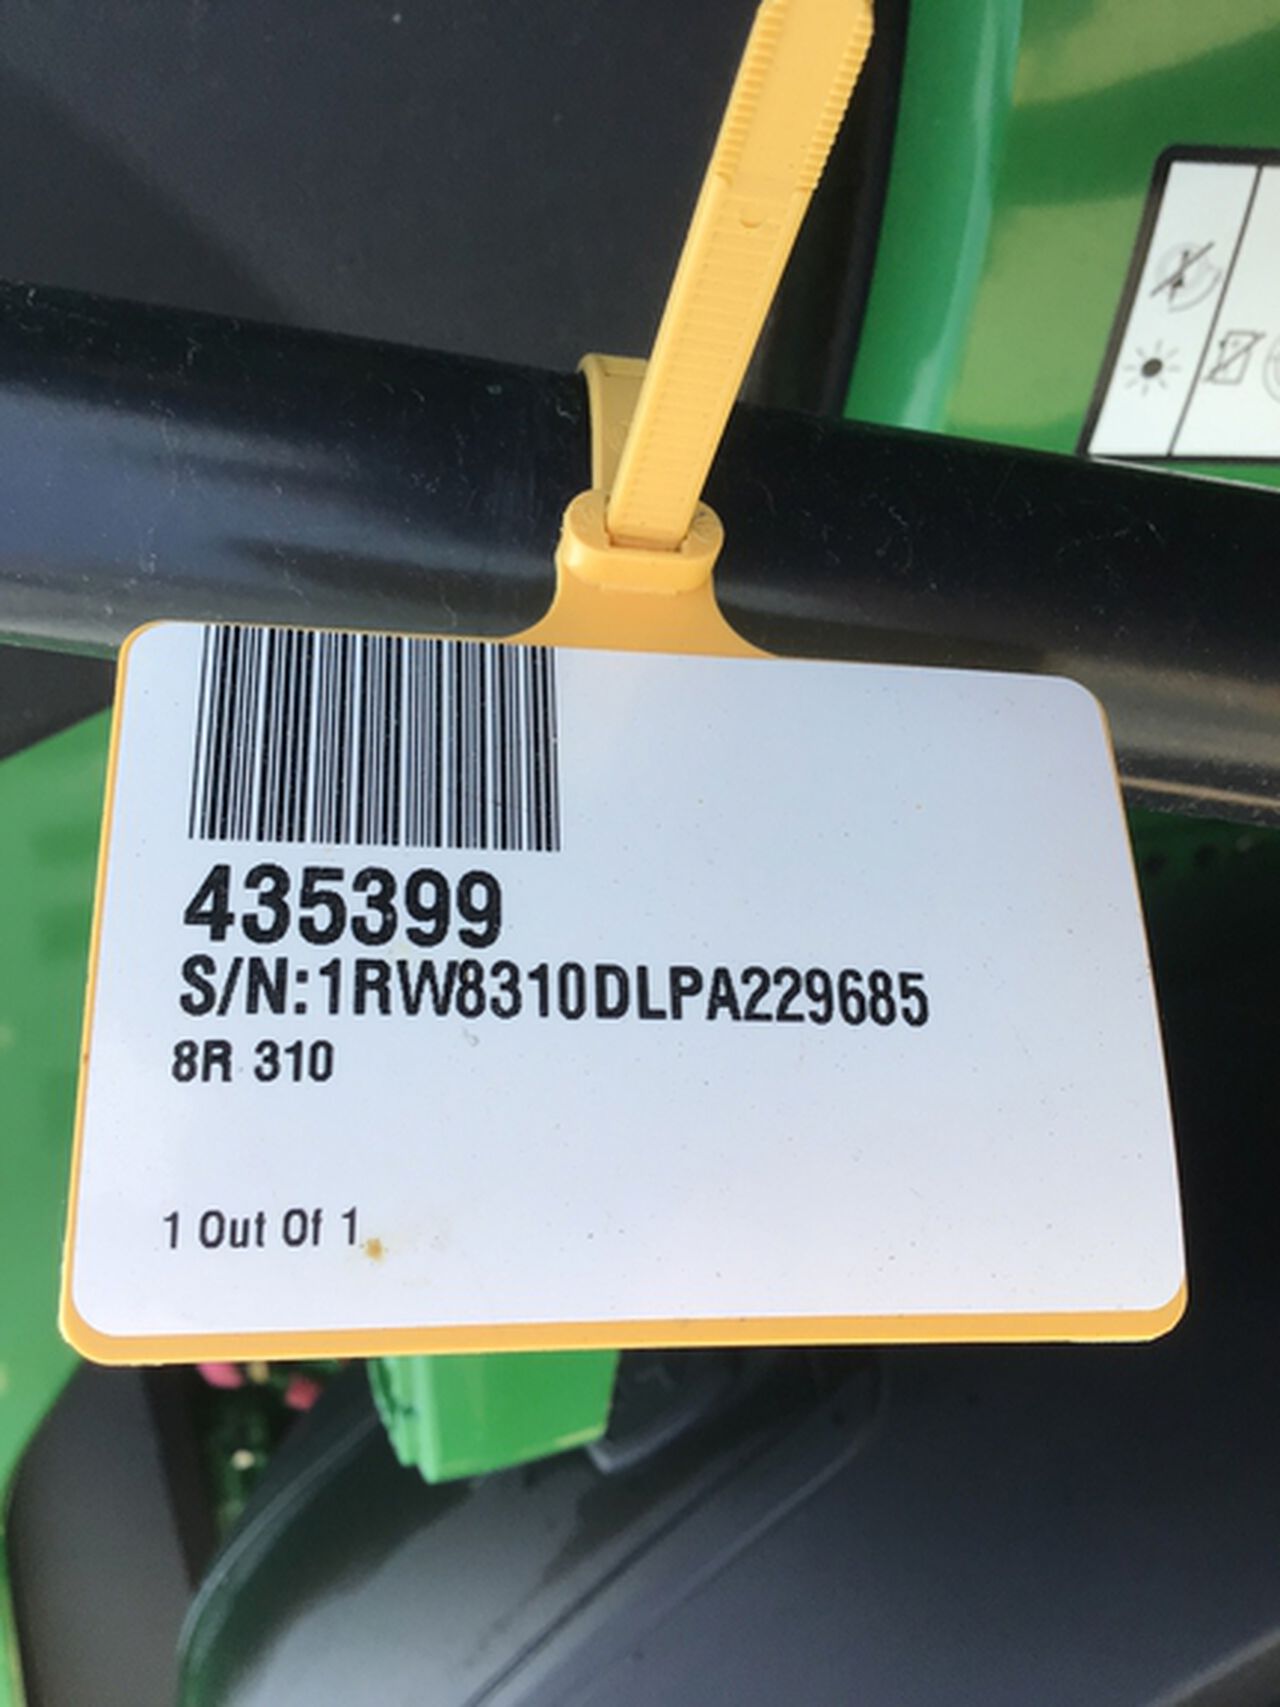 435399
S/N:1RW8310DLPA229685
8R 310
1 Out Of 1